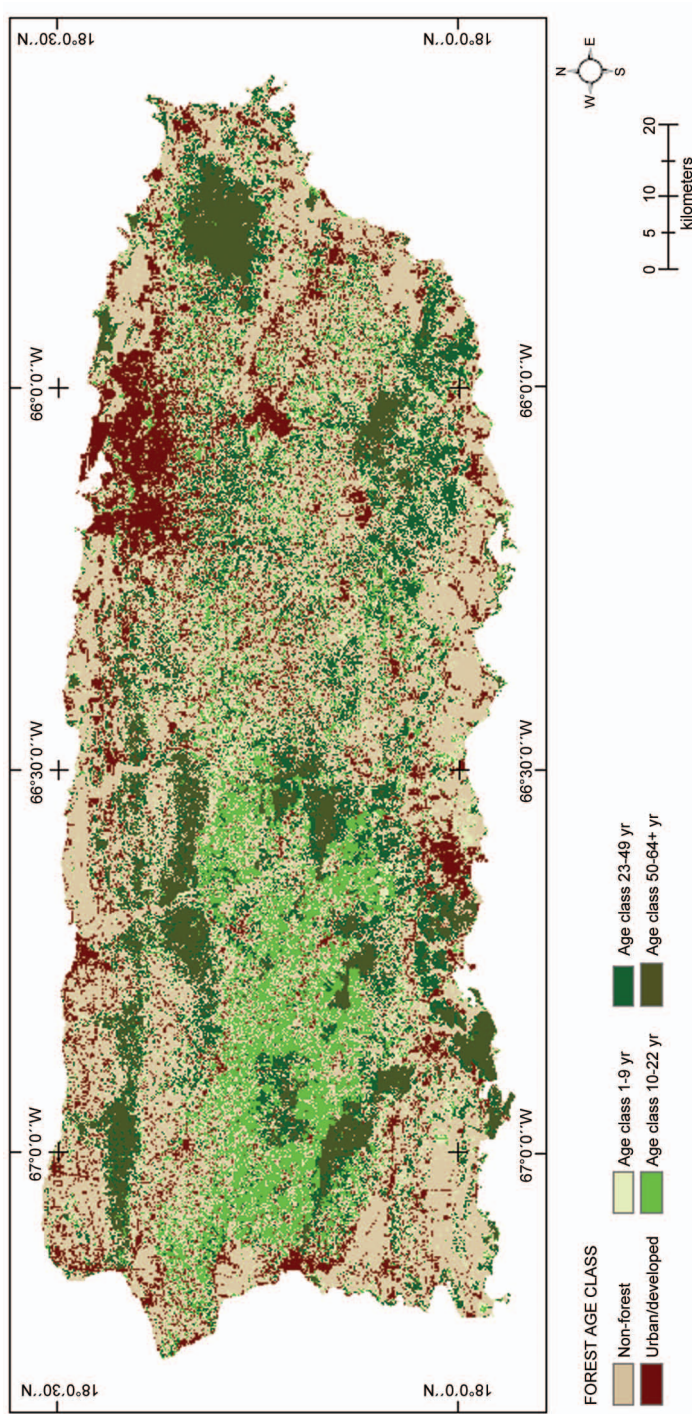 18°0.30''N
67°0.0''W
66°30.0''W
66°0.0''W
18°0.30''N
18°0.0''N
67°0.0''W
66°30.0''W
66°0.0''W
18°0.0''N
FOREST AGE CLASS
Non-forest
Urban/developed
Age class 1-9 yr
Age class 10-22 yr
Age class 23-49 yr
Age class 50-64+ yr
0 5 10 20
kilometers
N
W E
S